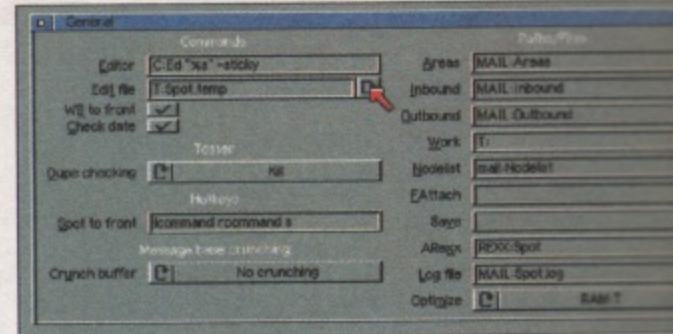 General
Commands
Editor C:Ed "%s" -sticky
Edit file T:Spot.temp
WB to front
Check date
Tosser
Dupe checking Kill
Hotkeys
Spot to front lcommand rcommand s
Message base crunching
Crunch buffer No crunching
Paths/Files
Areas MAIL:Areas
Inbound MAIL:Inbound
Outbound MAIL:Outbound
Work T:
Nodelist mail:Nodelist
FAttach
Save
ARexx REXX:Spot
Log file MAIL:Spot.log
Optimize RAM:T